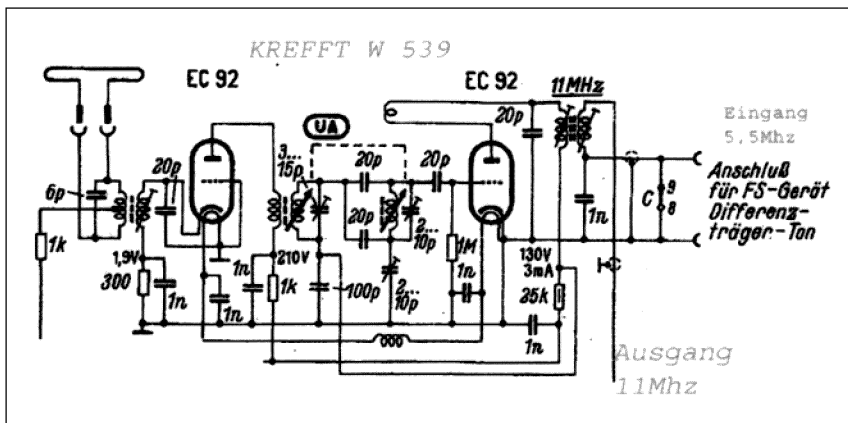 KREFFT W 539
EC 92
EC 92
11MHz
UA
20p
Eingang
5,5Mhz
3...
15p
20p
20p
20p
6p
20p
Anschluß
für FS-Gerät
Differenz-
träger-Ton
C
9
8
1n
2...
10p
1k
1M
1,9V
210V
130V
3mA
300
1n
1n
1k
100p
2...
10p
1n
25k
1n
1n
Ausgang
11Mhz